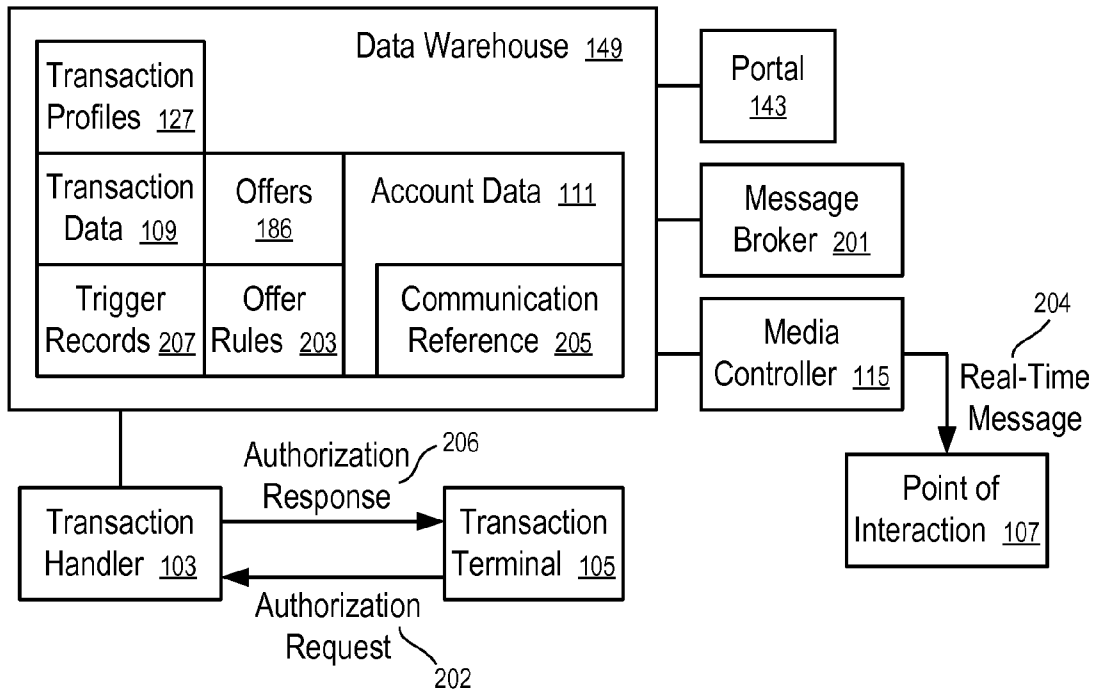 Data Warehouse 149
Transaction
Profiles 127
Transaction
Data 109
Offers
186
Account Data 111
Trigger
Records 207
Offer
Rules 203
Communication
Reference 205
Portal
143
Message
Broker 201
Media
Controller 115
204
Real-Time
Message
Point of
Interaction 107
Authorization
Response
206
Transaction
Handler 103
Transaction
Terminal 105
Authorization
Request
202